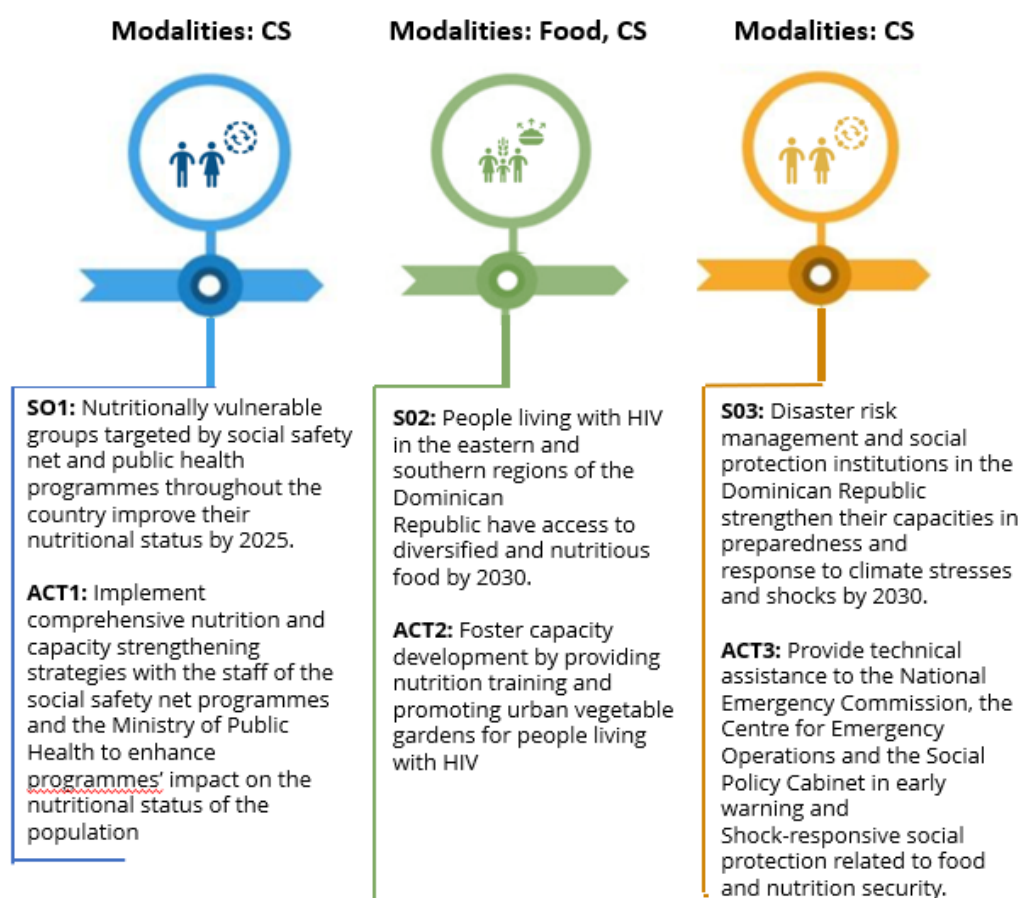 Modalities: CS
Modalities: Food, CS
Modalities: CS
SO1: Nutritionally vulnerable
groups targeted by social safety
net and public health
programmes throughout the
country improve their
nutritional status by 2025.
ACT1: Implement
comprehensive nutrition and
capacity strengthening
strategies with the staff of the
social safety net programmes
and the Ministry of Public
Health to enhance
programmes’ impact on the
nutritional status of the
population
S02: People living with HIV
in the eastern and
southern regions of the
Dominican
Republic have access to
diversified and nutritious
food by 2030.
ACT2: Foster capacity
development by providing
nutrition training and
promoting urban vegetable
gardens for people living
with HIV
S03: Disaster risk
management and social
protection institutions in the
Dominican Republic
strengthen their capacities in
preparedness and
response to climate stresses
and shocks by 2030.
ACT3: Provide technical
assistance to the National
Emergency Commission, the
Centre for Emergency
Operations and the Social
Policy Cabinet in early
warning and
Shock-responsive social
protection related to food
and nutrition security.